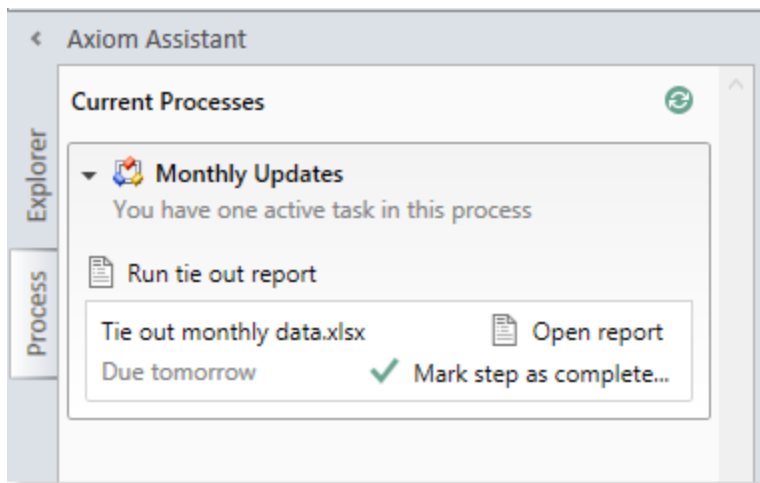 Axiom Assistant
Current Processes
Explorer
Process
Monthly Updates
You have one active task in this process
Run tie out report
Tie out monthly data.xlsx Open report
Due tomorrow Mark step as complete...